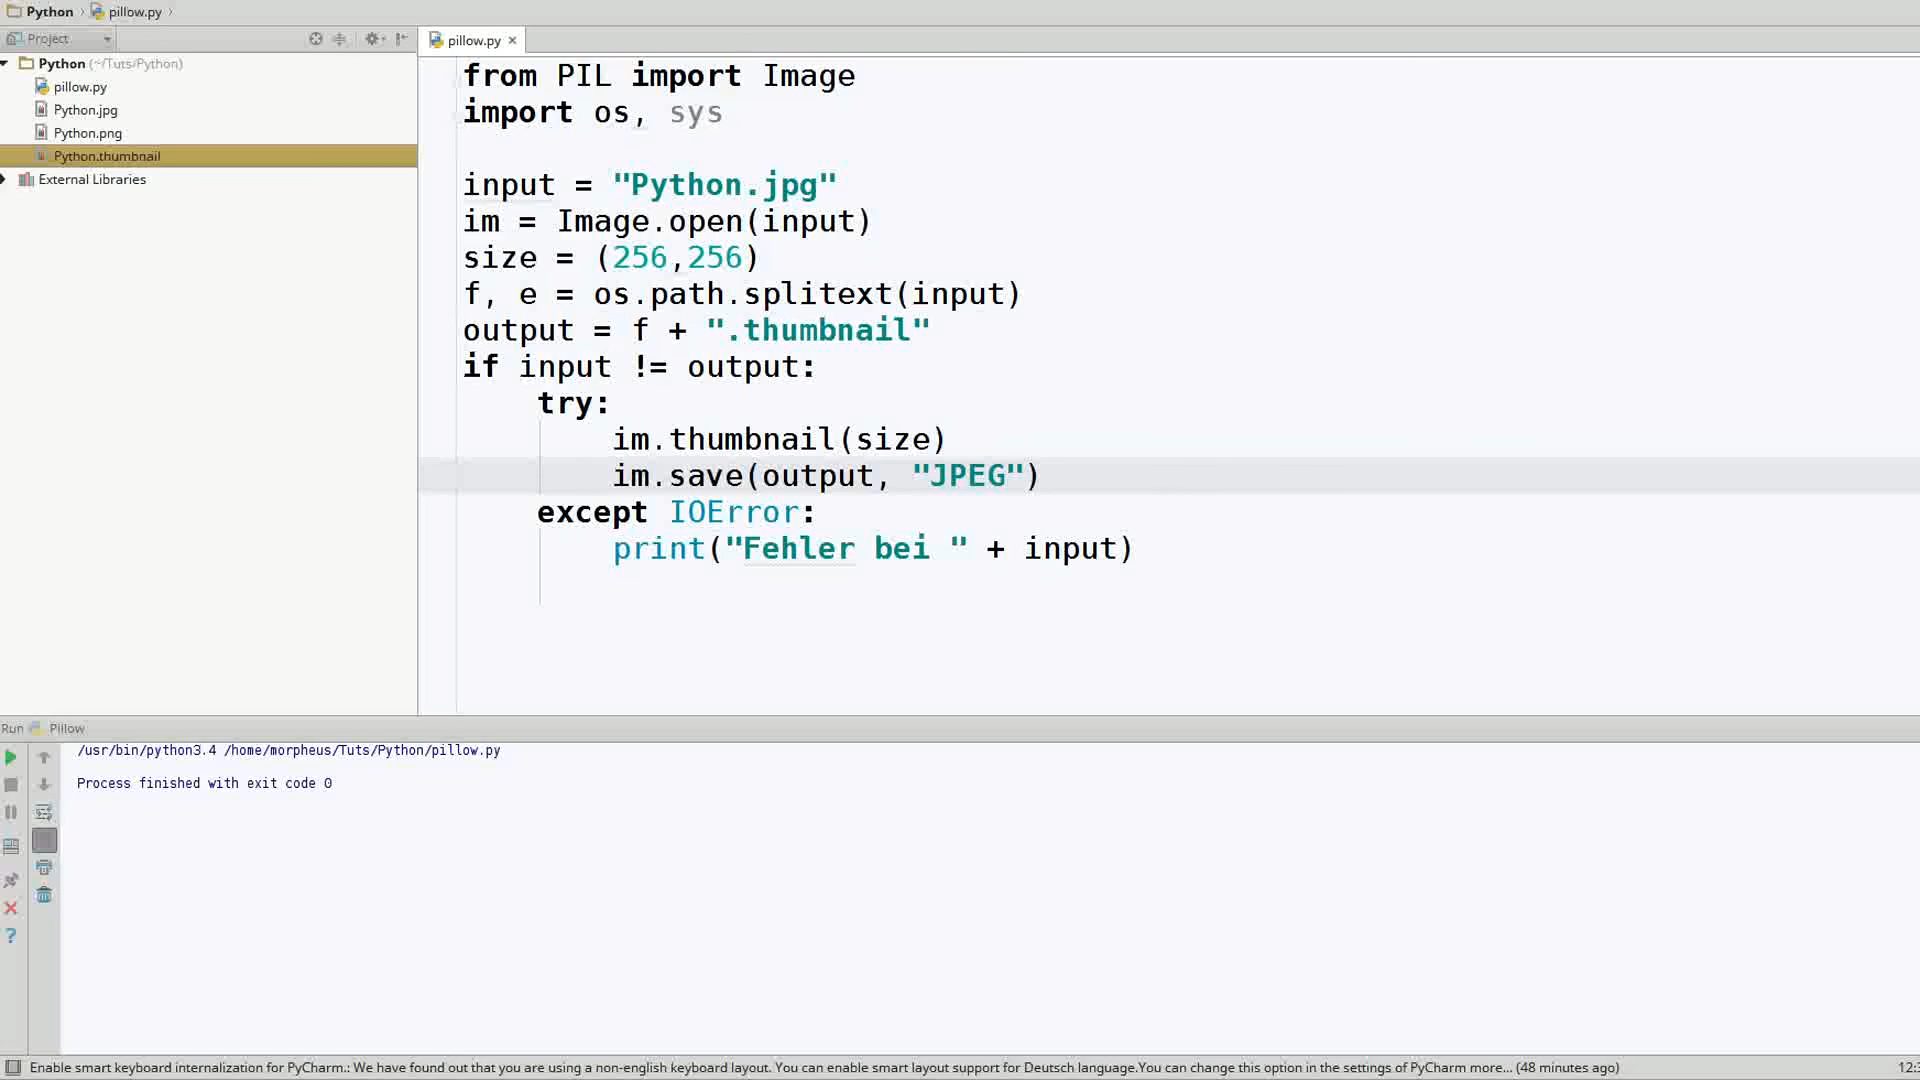 Python
pillow.py
Project
pillow.py
Python (~/Tuts/Python)
pillow.py
Python.jpg
Python.png
Python.thumbnail
External Libraries
from PIL import Image
import os, sys
input = "Python.jpg"
im = Image.open(input)
size = (256,256)
f, e = os.path.splitext(input)
output = f + ".thumbnail"
if input != output:
try:
im.thumbnail(size)
im.save(output, "JPEG")
except IOError:
print("Fehler bei " + input)
Run Pillow
/usr/bin/python3.4 /home/morpheus/Tuts/Python/pillow.py
Process finished with exit code 0
Enable smart keyboard internalization for PyCharm.: We have found out that you are using a non-english keyboard layout. You can enable smart layout support for Deutsch language.You can change this option in the settings of PyCharm more... (48 minutes ago)